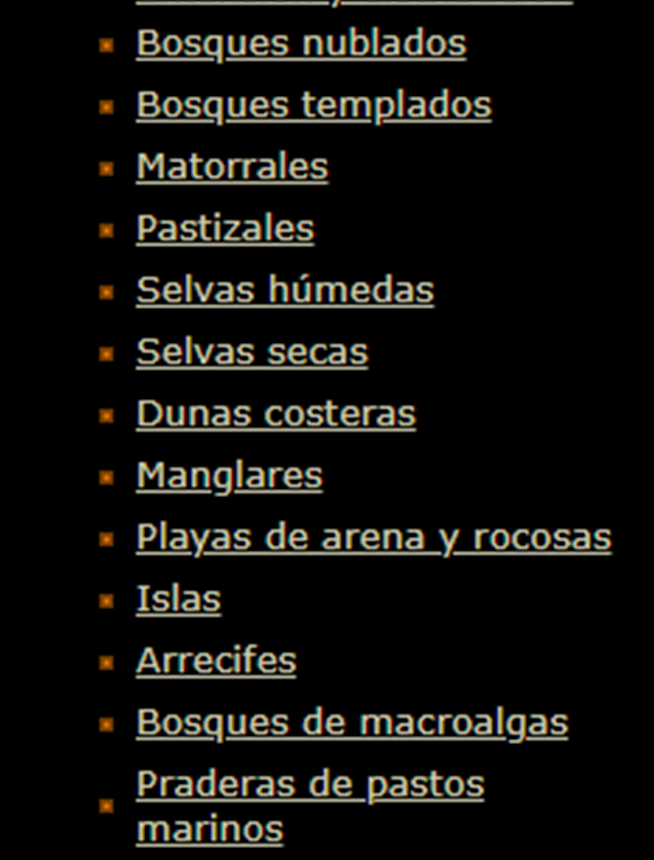 Bosques nublados
Bosques templados
Matorrales
Pastizales
Selvas húmedas
Selvas secas
Dunas costeras
Manglares
Playas de arena y rocosas
Islas
Arrecifes
Bosques de macroalgas
Praderas de pastos
marinos